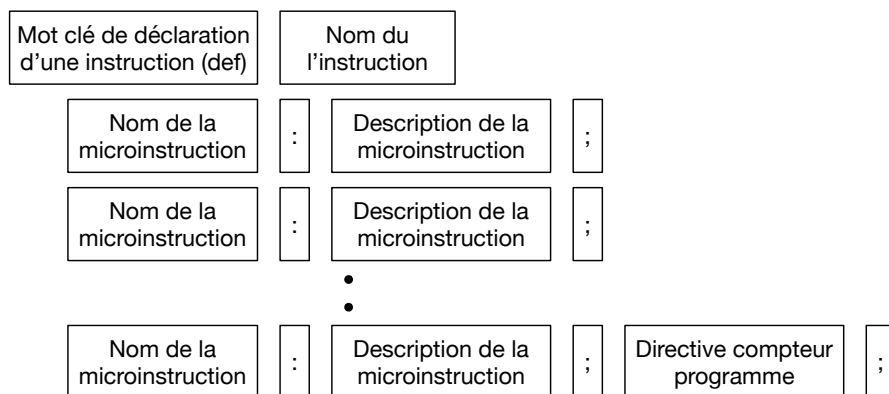 Mot clé de déclaration d’une instruction (def) Nom du l’instruction
Nom de la microinstruction : Description de la microinstruction ;
Nom de la microinstruction : Description de la microinstruction ;
•
•
Nom de la microinstruction : Description de la microinstruction ; Directive compteur programme ;